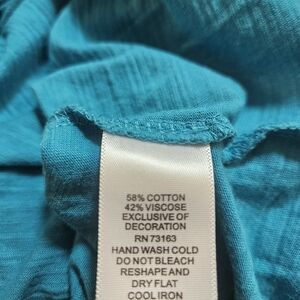 58% COTTON
42% VISCOSE
EXCLUSIVE OF
DECORATION
RN 73163
HAND WASH COLD
DO NOT BLEACH
RESHAPE AND
DRY FLAT
COOL IRON